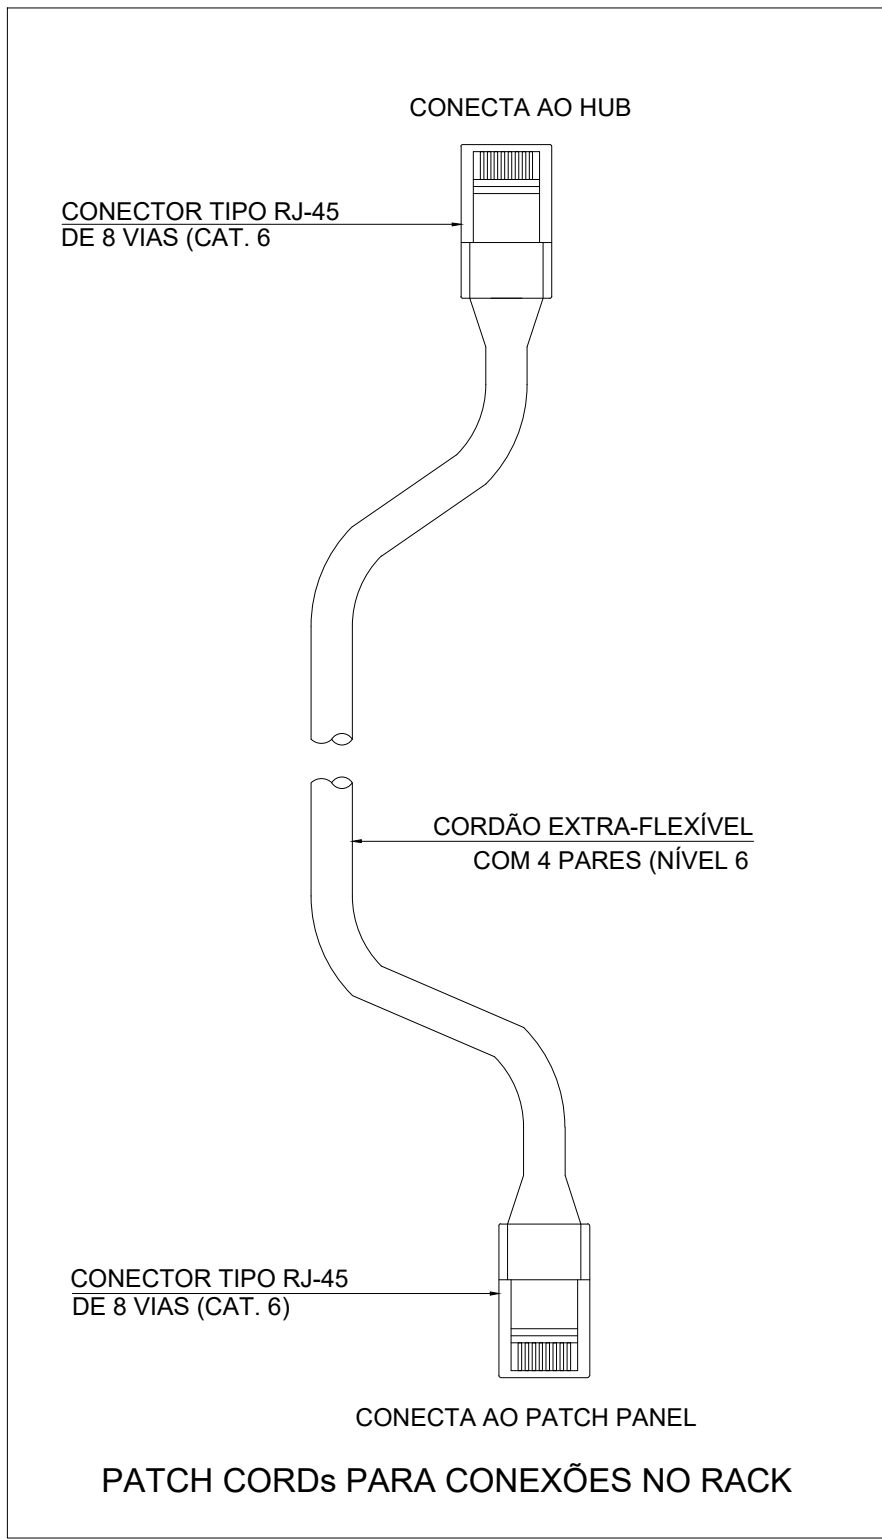 CONECTA AO HUB
CONECTOR TIPO RJ-45
DE 8 VIAS (CAT. 6
CORDÃO EXTRA-FLEXÍVEL
COM 4 PARES (NÍVEL 6
CONECTOR TIPO RJ-45
DE 8 VIAS (CAT. 6)
CONECTA AO PATCH PANEL
PATCH CORDs PARA CONEXÕES NO RACK